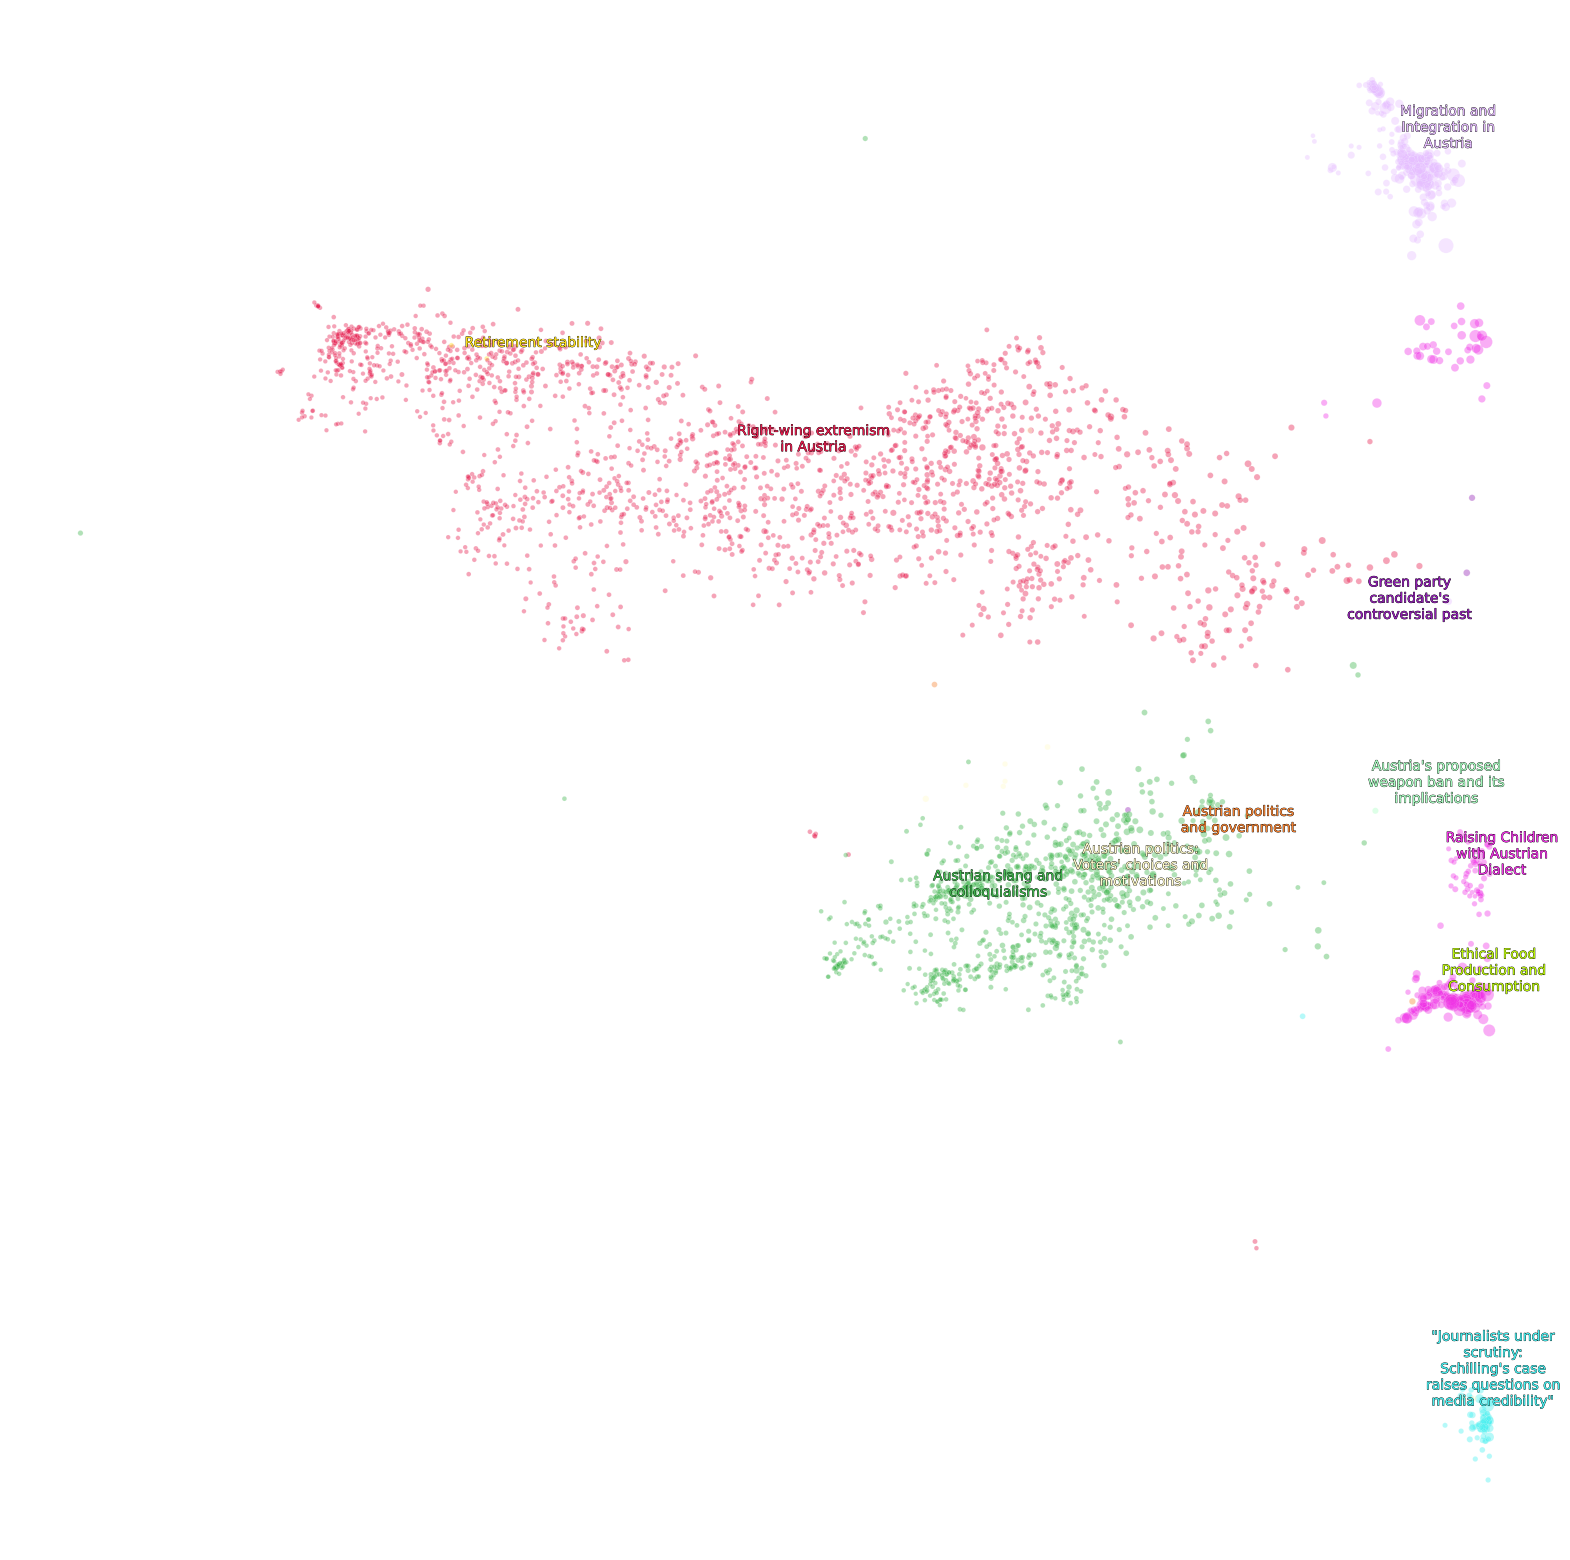 Migration and
Integration in
Austria
Retirement stability
Right-wing extremism
in Austria
Green party
candidate's
controversial past
Austria's proposed
weapon ban and its
implications
Austrian politics
and government
Raising Children
with Austrian
Dialect
Austrian politics:
Voters' choices and
motivations
Austrian slang and
colloquialisms
Ethical Food
Production and
Consumption
"Journalists under
scrutiny:
Schilling's case
raises questions on
media credibility"